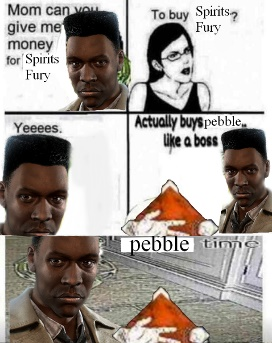 Mom can you
give me
money
for Spirits
Fury
To buy Spirits?
Fury
Yeeees.
Actually buys pebble
like a boss
pebble time